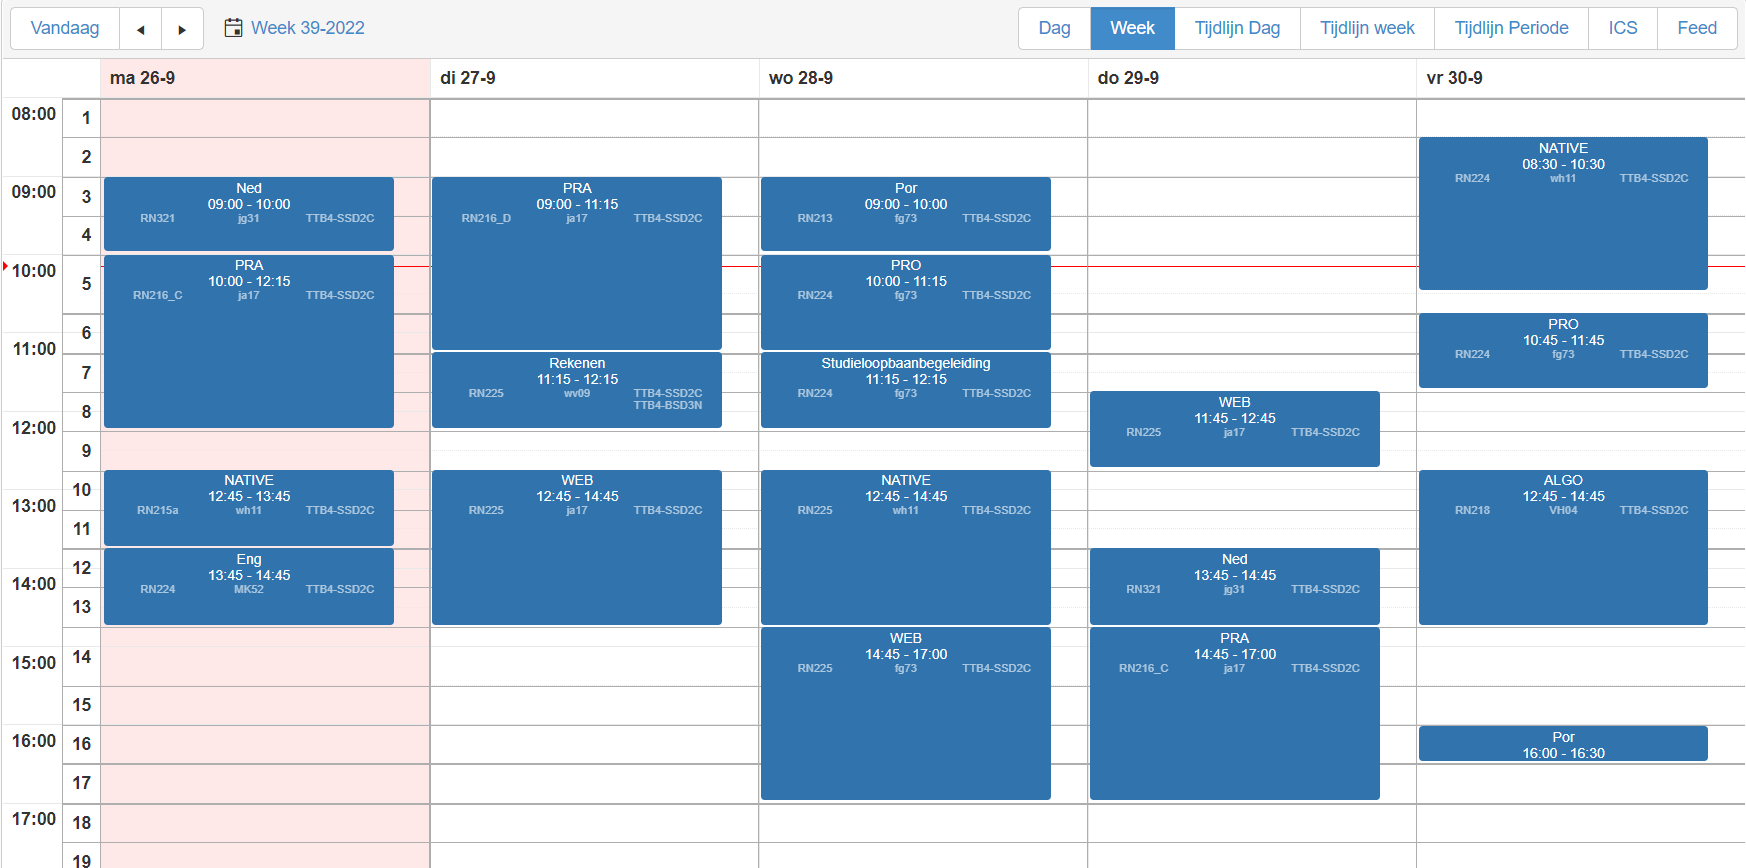 Vandaag ◄ ► Week 39-2022 Dag Week Tijdlijn Dag Tijdlijn week Tijdlijn Periode ICS Feed
ma 26-9 di 27-9 wo 28-9 do 29-9 vr 30-9
08:00
09:00
10:00
11:00
12:00
13:00
14:00
15:00
16:00
17:00
1
2
3
4
5
6
7
8
9
10
11
12
13
14
15
16
17
18
19
Ned
09:00 - 10:00
RN321 jg31 TTB4-SSD2C
PRA
10:00 - 12:15
RN216_C ja17 TTB4-SSD2C
NATIVE
12:45 - 13:45
RN215a wh11 TTB4-SSD2C
Eng
13:45 - 14:45
RN224 MK52 TTB4-SSD2C
PRA
09:00 - 11:15
RN216_D ja17 TTB4-SSD2C
Rekenen
11:15 - 12:15
RN225 wv09 TTB4-SSD2C
TTB4-BSD3N
WEB
12:45 - 14:45
RN225 ja17 TTB4-SSD2C
Por
09:00 - 10:00
RN213 fg73 TTB4-SSD2C
PRO
10:00 - 11:15
RN224 fg73 TTB4-SSD2C
Studieloopbaanbegeleiding
11:15 - 12:15
RN224 fg73 TTB4-SSD2C
NATIVE
12:45 - 14:45
RN225 wh11 TTB4-SSD2C
WEB
14:45 - 17:00
RN225 fg73 TTB4-SSD2C
WEB
11:45 - 12:45
RN225 ja17 TTB4-SSD2C
Ned
13:45 - 14:45
RN321 jg31 TTB4-SSD2C
PRA
14:45 - 17:00
RN216_C ja17 TTB4-SSD2C
NATIVE
08:30 - 10:30
RN224 wh11 TTB4-SSD2C
PRO
10:45 - 11:45
RN224 fg73 TTB4-SSD2C
ALGO
12:45 - 14:45
RN218 VH04 TTB4-SSD2C
Por
16:00 - 16:30